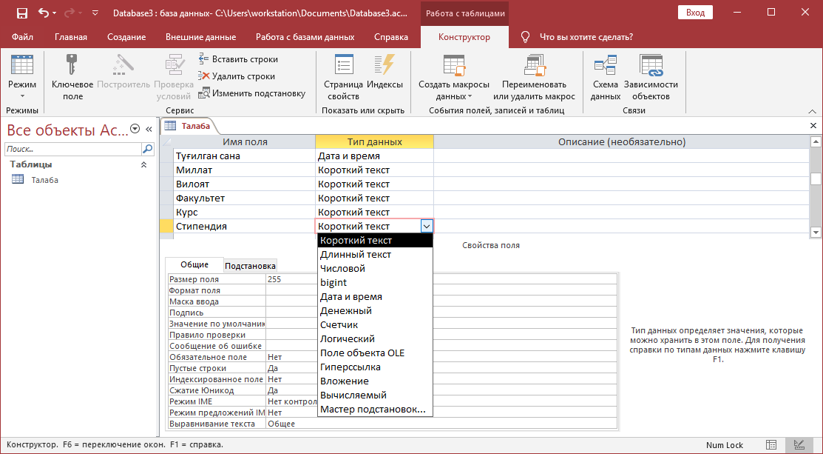 Database3 : база данных- C:\Users\workstation\Documents\Database3.ac...
Работа с таблицами
Вход
Файл Главная Создание Внешние данные Работа с базами данных Справка Конструктор Что вы хотите сделать?
Режим
Ключевое поле
Построитель
Проверка условий
Вставить строки
Удалить строки
Изменить подстановку
Страница свойств
Индексы
Создать макросы данных
Переименовать или удалить макрос
Схема данных
Зависимости объектов
Режимы Сервис Показать или скрыть События полей, записей и таблиц Связи
Все объекты Ac...
Поиск...
Таблицы
Талаба
Талаба
Имя поля Тип данных Описание (необязательно)
Туғилган сана Дата и время
Миллат Короткий текст
Вилоят Короткий текст
Факультет Короткий текст
Курс Короткий текст
Стипендия Короткий текст
Короткий текст
Длинный текст
Числовой
bigint
Дата и время
Денежный
Счетчик
Логический
Поле объекта OLE
Гиперссылка
Вложение
Вычисляемый
Мастер подстановок...
Свойства поля
Общие Подстановка
Размер поля 255
Формат поля
Маска ввода
Подпись
Значение по умолчанию
Правило проверки
Сообщение об ошибке
Обязательное поле Нет
Пустые строки Да
Индексированное поле Нет
Сжатие Юникод Да
Режим IME Нет контрол
Режим предложений IM Нет
Выравнивание текста Общее
Тип данных определяет значения, которые
можно хранить в этом поле. Для получения
справки по типам данных нажмите клавишу
F1.
Конструктор. F6 = переключение окон. F1 = справка.
Num Lock